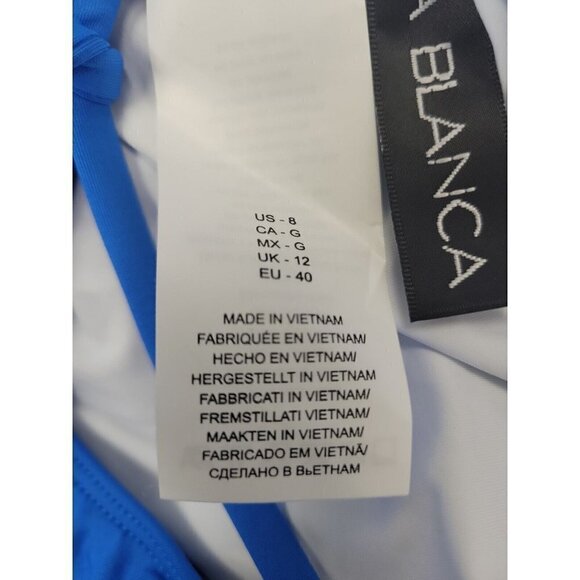 A BLANCA
US - 8
CA - G
MX - G
UK - 12
EU - 40
MADE IN VIETNAM
FABRIQUÉE EN VIETNAM/
HECHO EN VIETNAM/
HERGESTELLT IN VIETNAM/
FABBRICATI IN VIETNAM/
FREMSTILLATI VIETNAM/
MAAKTEN IN VIETNAM/
FABRICADO EM VIETNÃ/
СДЕЛАНО В ВЬЕТНАМ